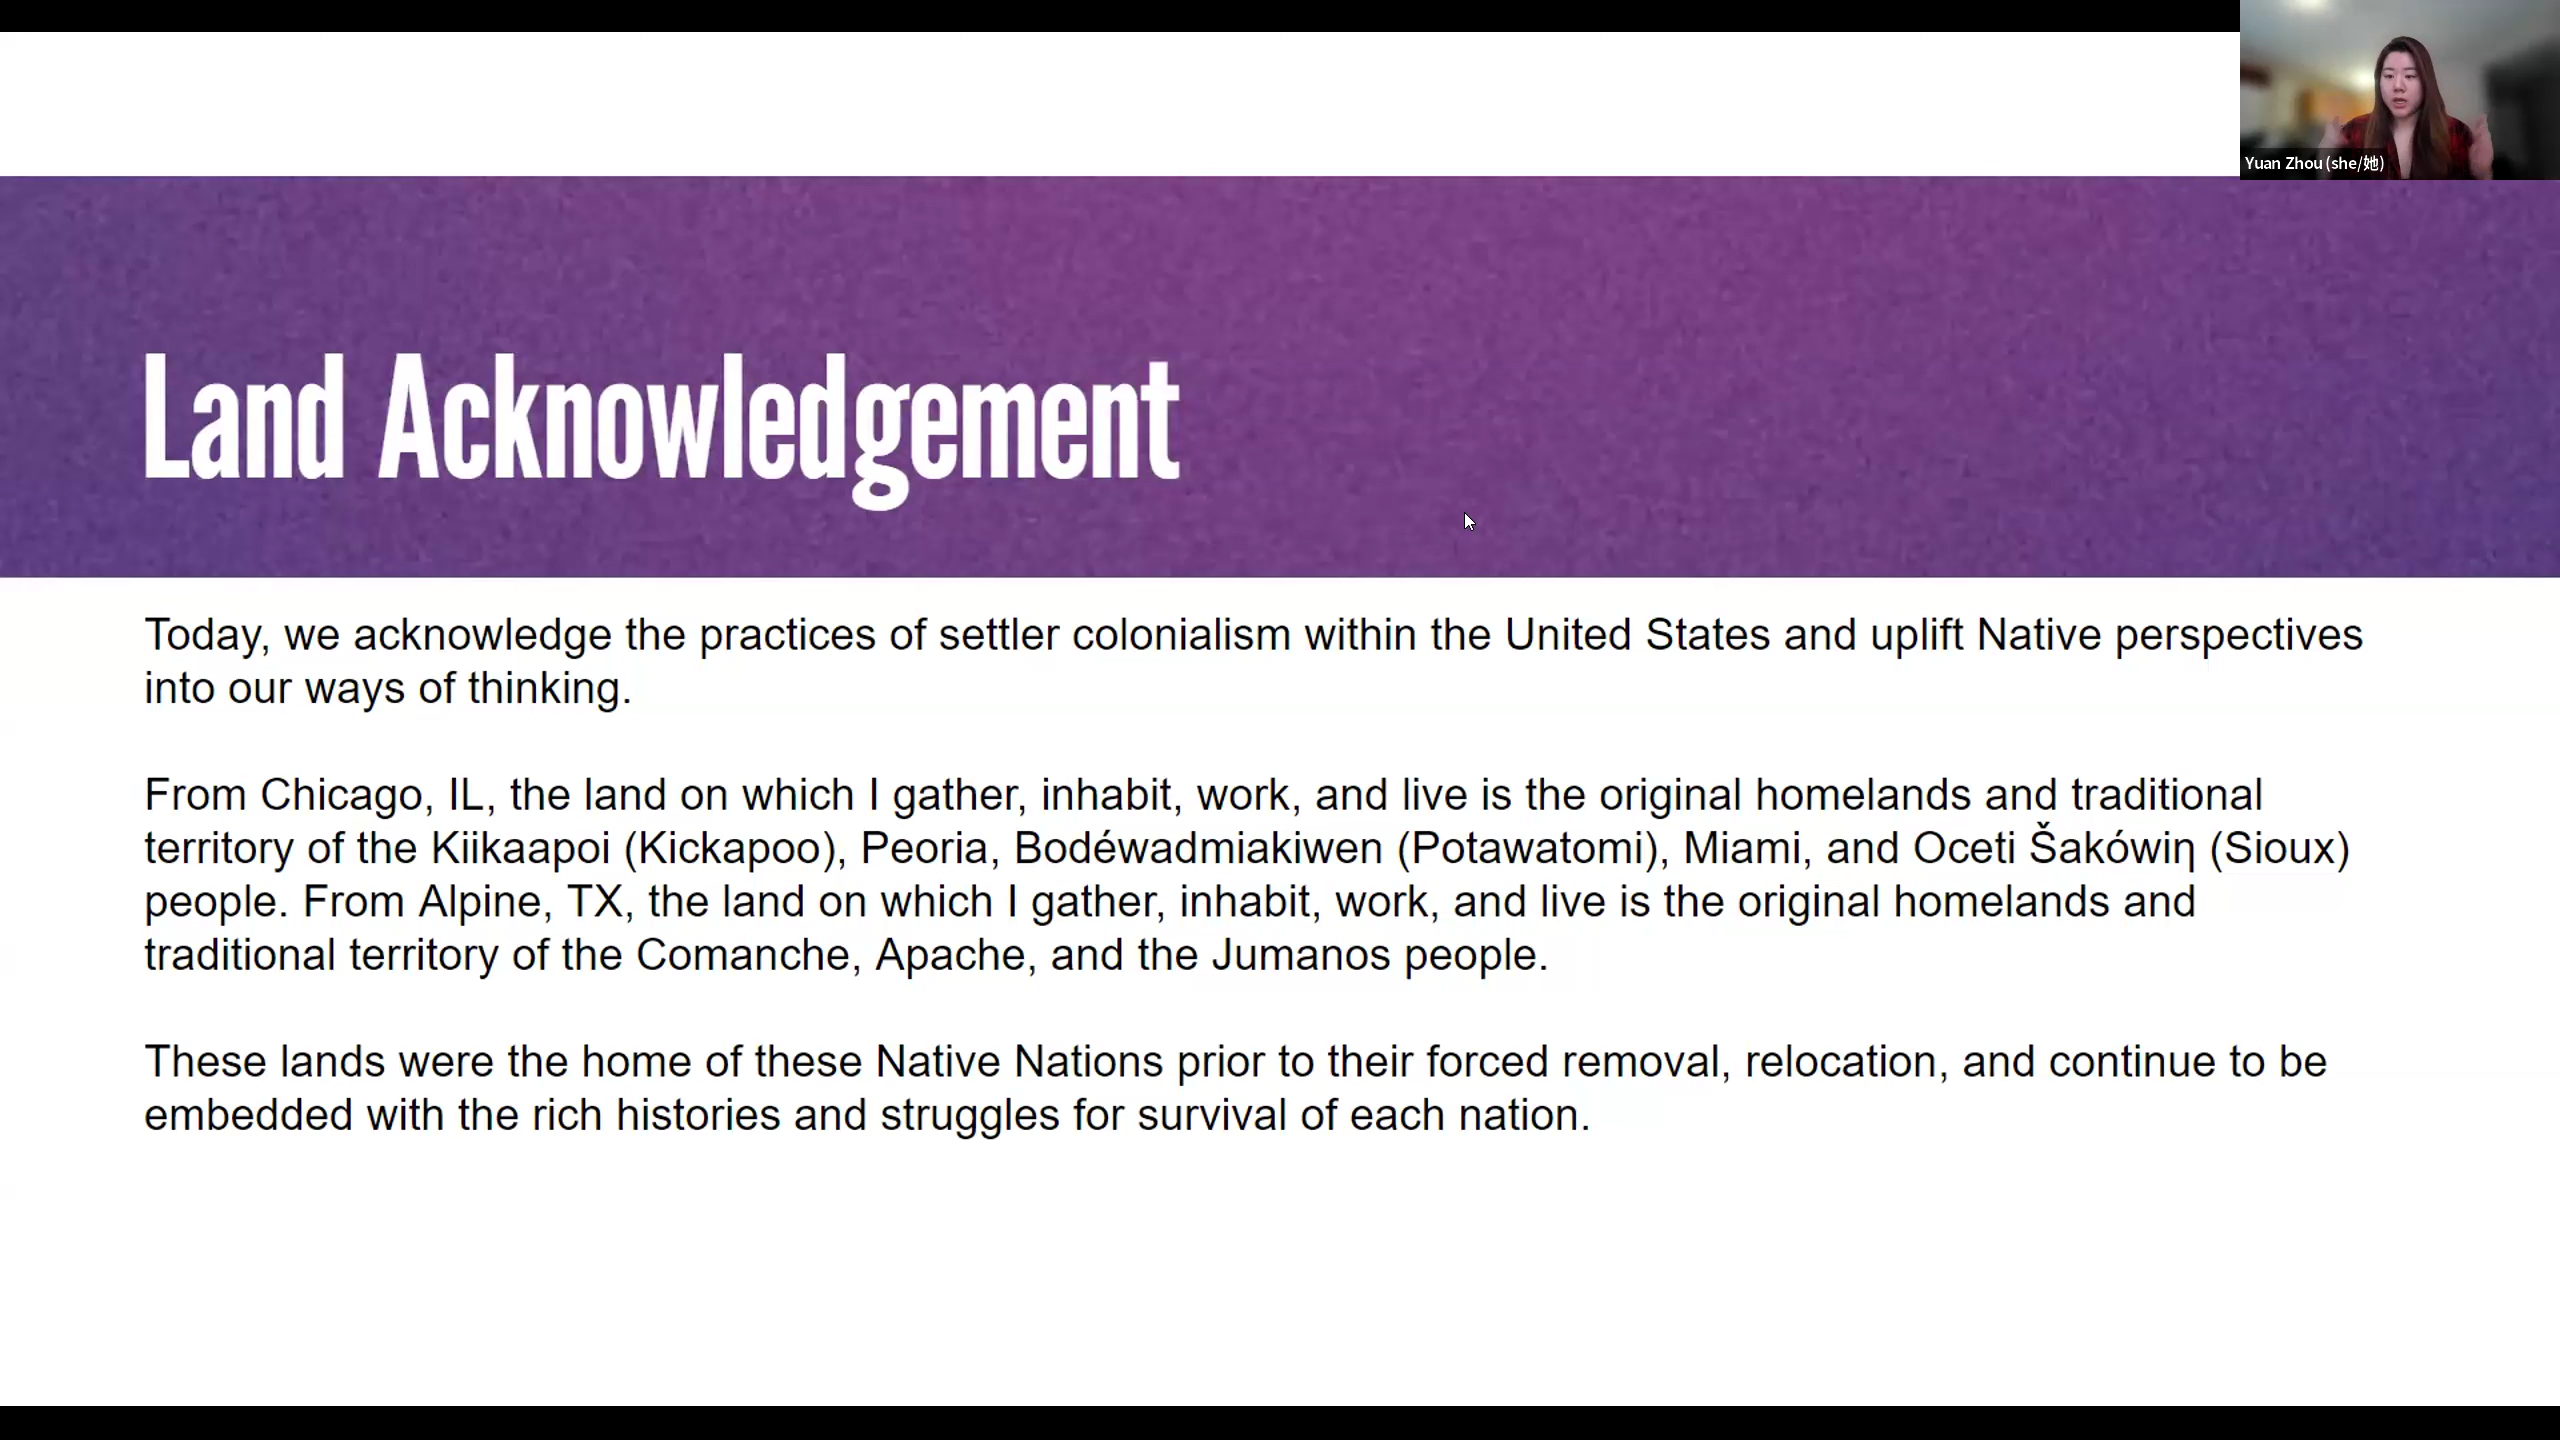 Yuan Zhou (she/她)
Land Acknowledgement
Today, we acknowledge the practices of settler colonialism within the United States and uplift Native perspectives
into our ways of thinking.
From Chicago, IL, the land on which I gather, inhabit, work, and live is the original homelands and traditional
territory of the Kiikaapoi (Kickapoo), Peoria, Bodéwadmiakiwen (Potawatomi), Miami, and Oceti Šakówiη (Sioux)
people. From Alpine, TX, the land on which I gather, inhabit, work, and live is the original homelands and
traditional territory of the Comanche, Apache, and the Jumanos people.
These lands were the home of these Native Nations prior to their forced removal, relocation, and continue to be
embedded with the rich histories and struggles for survival of each nation.